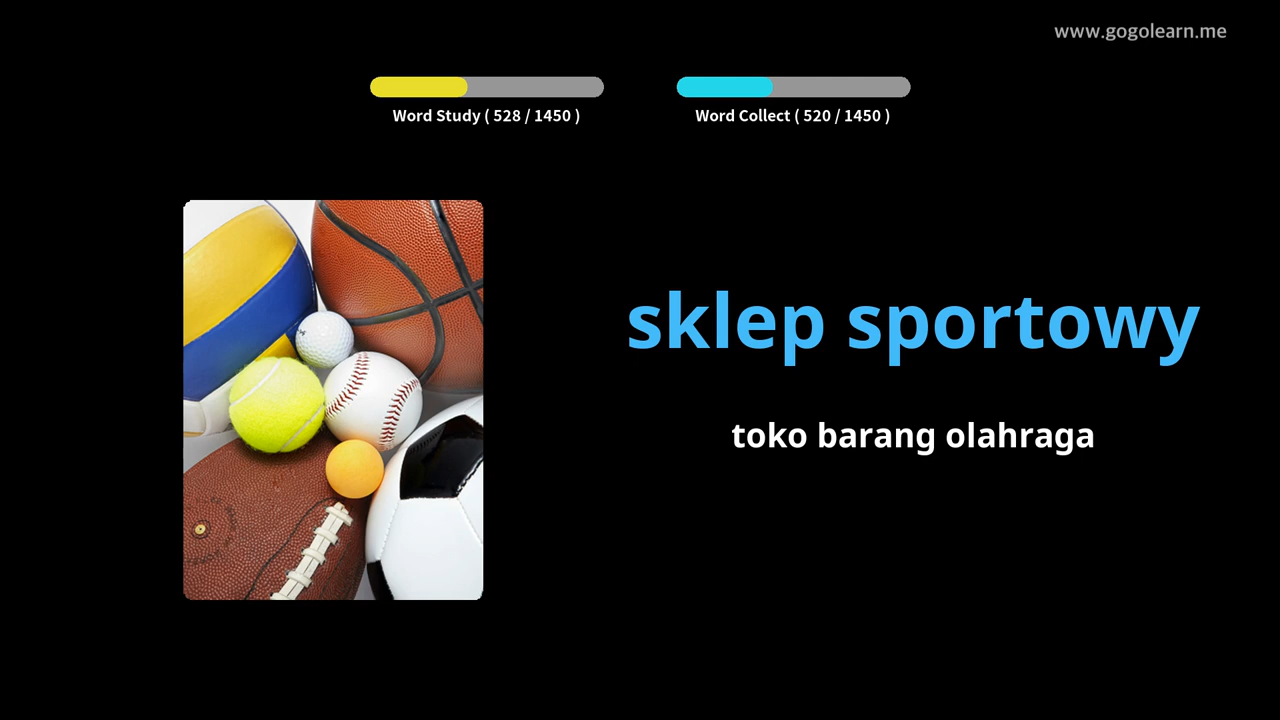 www.gogolearn.me
Word Study ( 528 / 1450 )
Word Collect ( 520 / 1450 )
sklep sportowy
toko barang olahraga